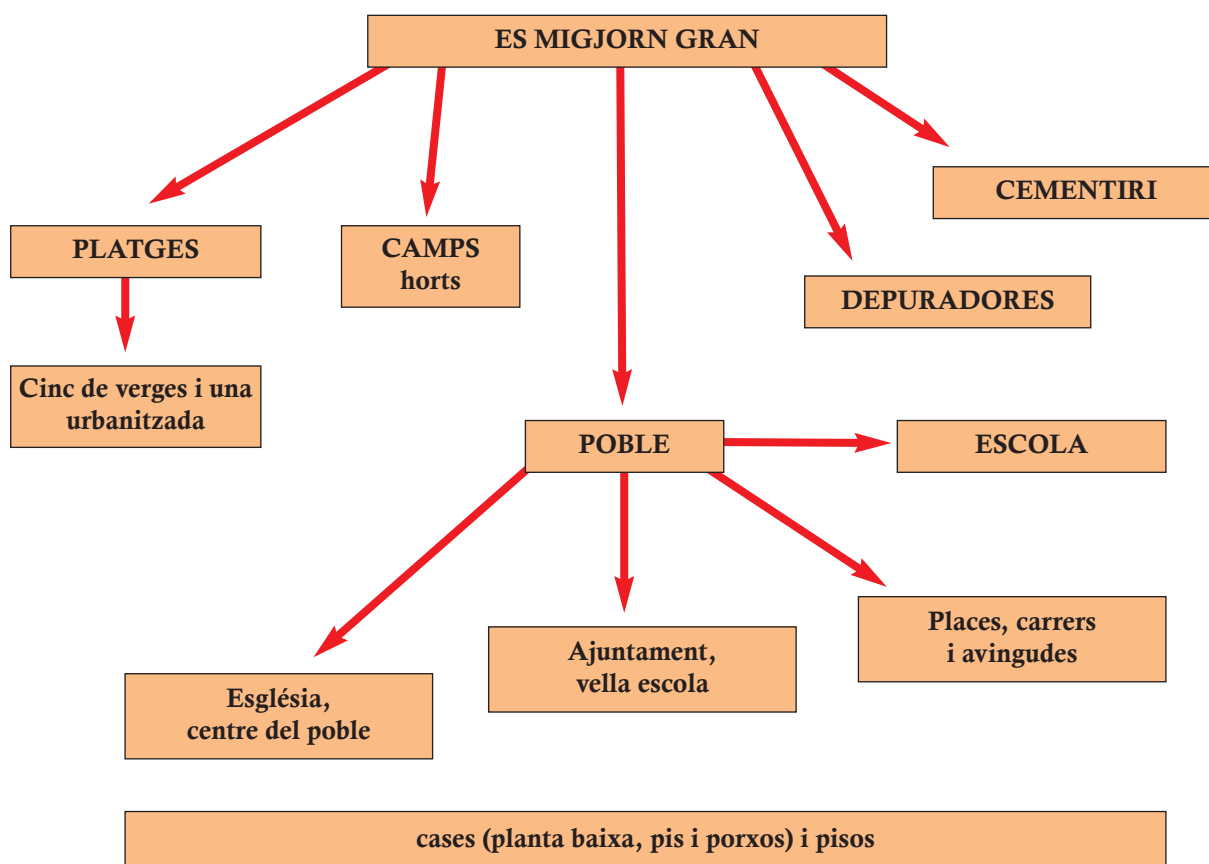 ES MIGJORN GRAN
CEMENTIRI
PLATGES
CAMPS
horts
DEPURADORES
Cinc de verges i una
urbanitzada
POBLE
ESCOLA
Places, carrers
i avingudes
Ajuntament,
vella escola
Església,
centre del poble
cases (planta baixa, pis i porxos) i pisos